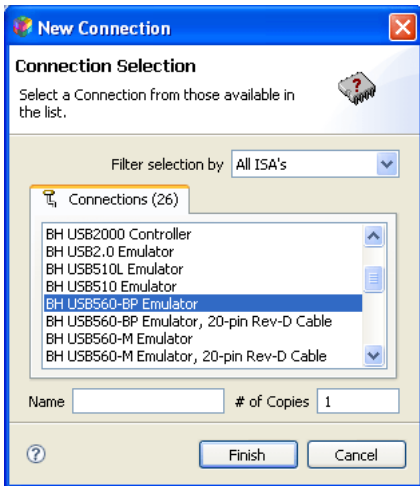 New Connection
Connection Selection
Select a Connection from those available in
the list.
Filter selection by All ISA's
Connections (26)
BH USB2000 Controller
BH USB2.0 Emulator
BH USB510L Emulator
BH USB510 Emulator
BH USB560-BP Emulator
BH USB560-BP Emulator, 20-pin Rev-D Cable
BH USB560-M Emulator
BH USB560-M Emulator, 20-pin Rev-D Cable
Name # of Copies 1
? Finish Cancel